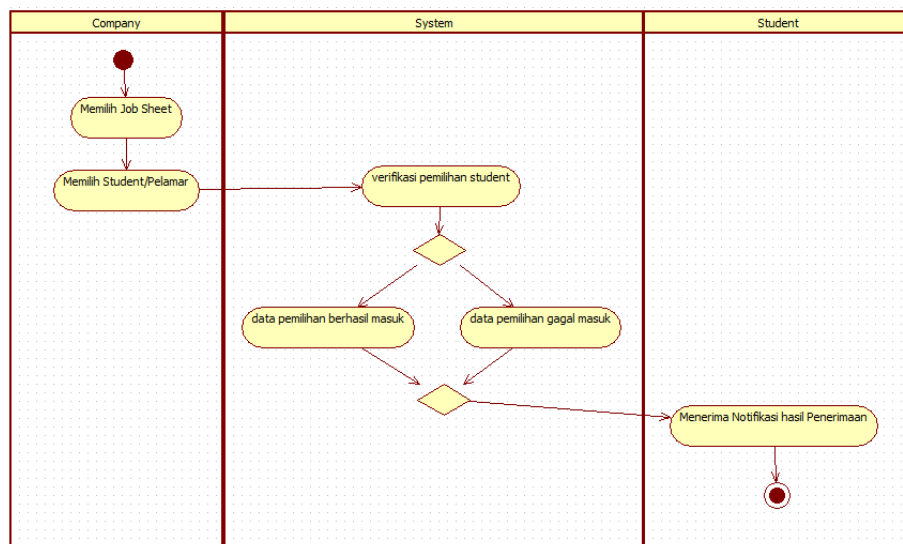 Company
System
Student
Memilih Job Sheet
Memilih Student/Pelamar
verifikasi pemilihan student
data pemilihan berhasil masuk
data pemilihan gagal masuk
Menerima Notifikasi hasil Penerimaan